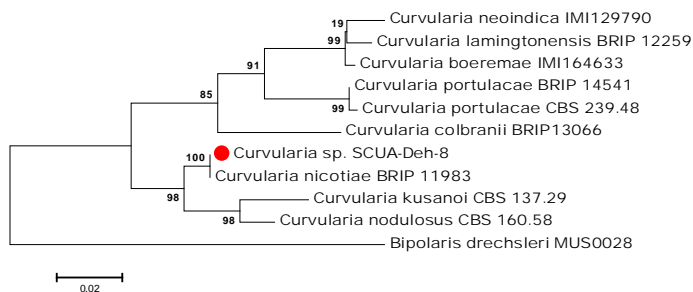 19
Curvularia neoindica IMI129790
99
Curvularia lamingtonensis BRIP 12259
Curvularia boeremae IMI164633
91
Curvularia portulacae BRIP 14541
85
99
Curvularia portulacae CBS 239.48
Curvularia colbranii BRIP13066
100
Curvularia sp. SCUA-Deh-8
Curvularia nicotiae BRIP 11983
98
Curvularia kusanoi CBS 137.29
98
Curvularia nodulosus CBS 160.58
Bipolaris drechsleri MUS0028
0.02